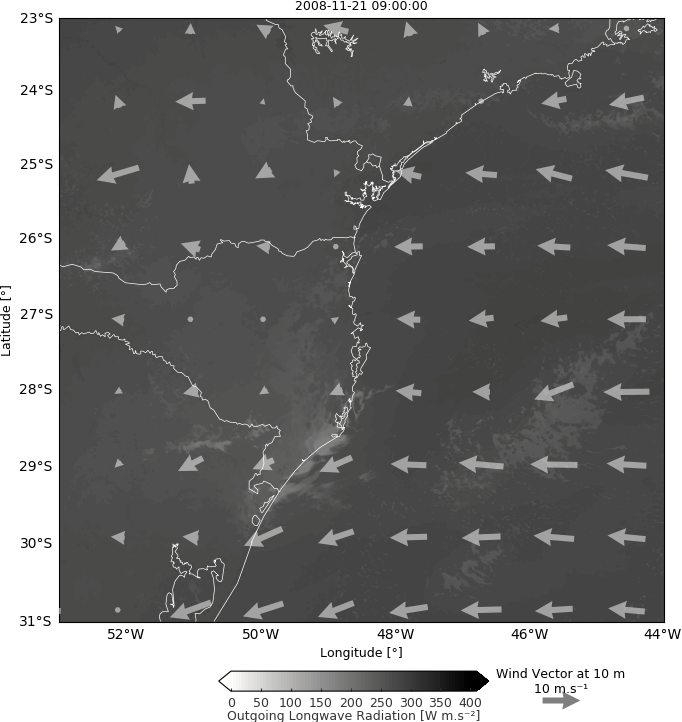 2008-11-21 09:00:00
23°S
24°S
25°S
26°S
27°S
28°S
29°S
30°S
31°S
Latitude [°]
52°W 50°W 48°W 46°W 44°W
Longitude [°]
0 50 100 150 200 250 300 350 400
Outgoing Longwave Radiation [W m.s⁻²]
Wind Vector at 10 m
10 m.s⁻¹